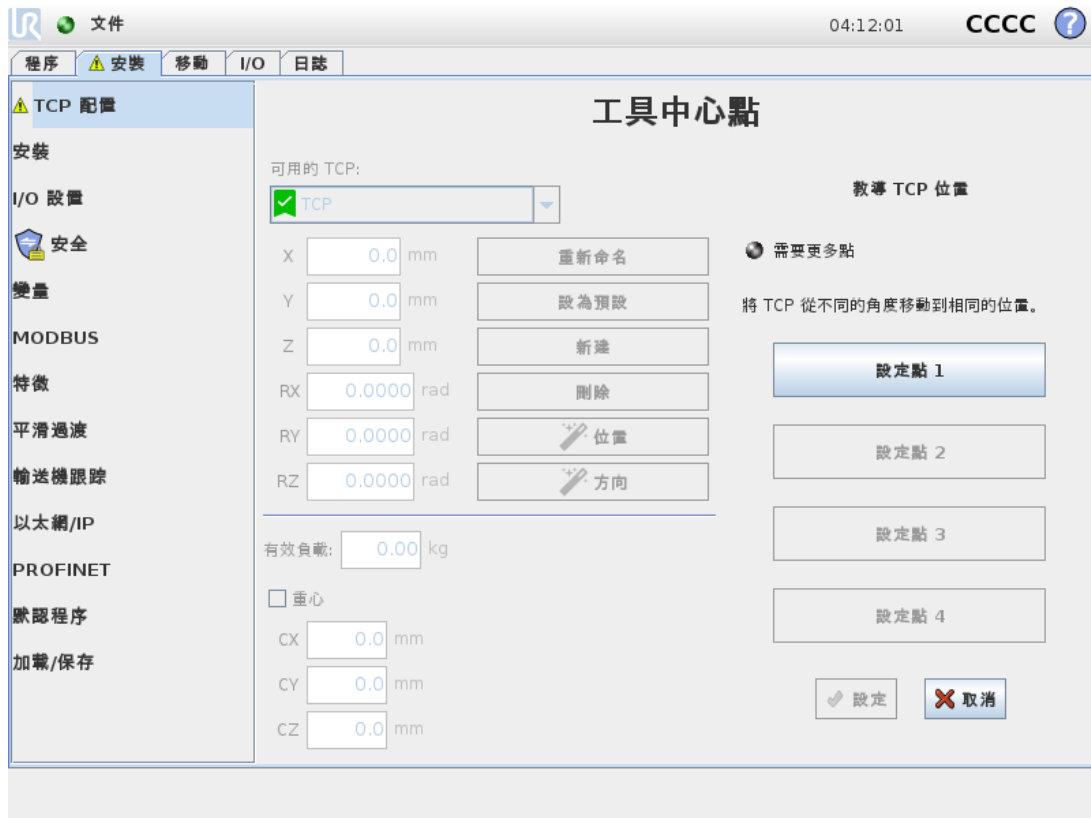 UR 文件 04:12:01 CCCC ?
程序 安裝 移動 I/O 日誌
TCP 配置
安裝
I/O 設置
安全
變量
MODBUS
特徵
平滑過渡
輸送機跟踪
以太網/IP
PROFINET
默認程序
加載/保存
工具中心點
可用的 TCP:
TCP
X 0.0 mm 重新命名
Y 0.0 mm 設為預設
Z 0.0 mm 新建
RX 0.0000 rad 刪除
RY 0.0000 rad 位置
RZ 0.0000 rad 方向
有效負載: 0.00 kg
重心
CX 0.0 mm
CY 0.0 mm
CZ 0.0 mm
教導 TCP 位置
需要更多點
將 TCP 從不同的角度移動到相同的位置。
設定點 1
設定點 2
設定點 3
設定點 4
設定 取消